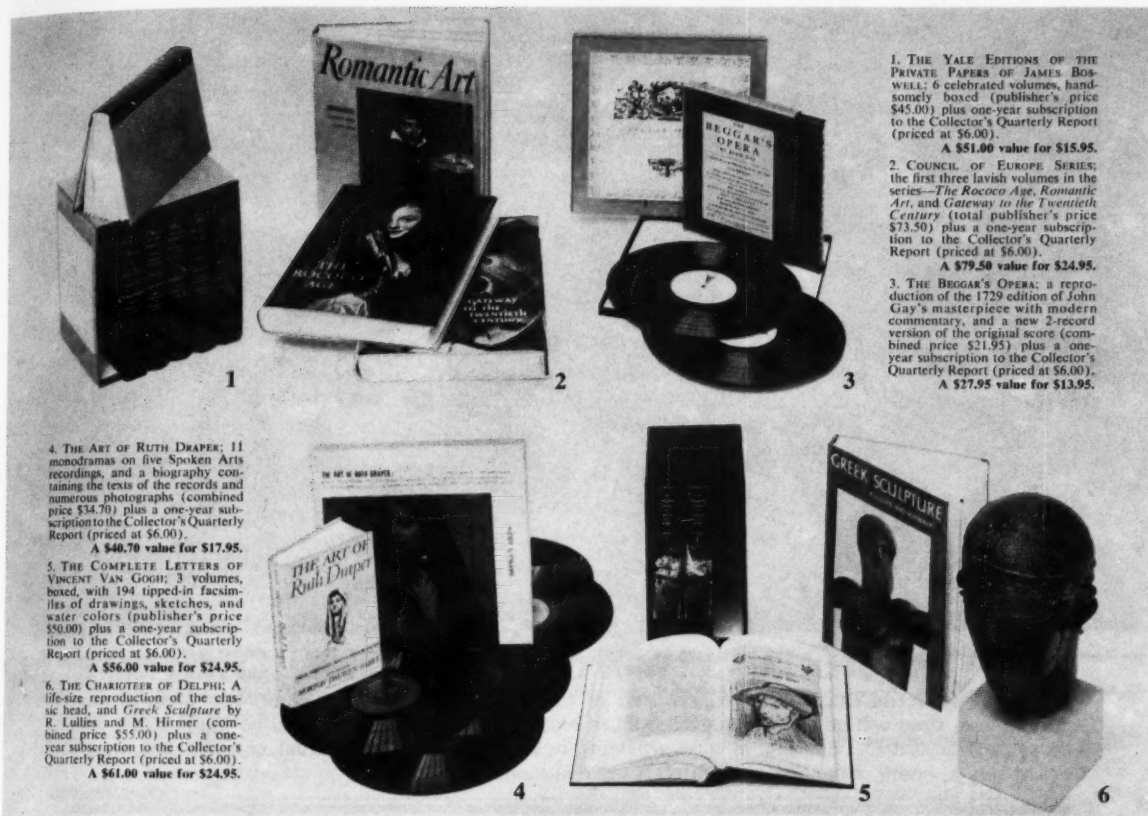 1. THE YALE EDITIONS OF THE
PRIVATE PAPERS OF JAMES BOS-
WELL; 6 celebrated volumes, hand-
somely boxed (publisher's price
$45.00) plus one-year subscription
to the Collector's Quarterly Report
(priced at $6.00).
A $51.00 value for $15.95.
2. COUNCIL OF EUROPE SERIES;
the first three lavish volumes in the
series—The Rococo Age, Romantic
Art, and Gateway to the Twentieth
Century (total publisher's price
$73.50) plus a one-year subscrip-
tion to the Collector's Quarterly
Report (priced at $6.00).
A $79.50 value for $24.95.
3. THE BEGGAR'S OPERA; a repro-
duction of the 1729 edition of John
Gay's masterpiece with modern
commentary, and a new 2-record
version of the original score (com-
bined price $21.95) plus a one-
year subscription to the Collector's
Quarterly Report (priced at $6.00).
A $27.95 value for $13.95.
Romantic Art
THE
ROCOCO
AGE
GATEWAY
TO THE
TWENTIETH
CENTURY
THE
BEGGAR'S
OPERA
1
2
3
4. THE ART OF RUTH DRAPER; 11
monodramas on five Spoken Arts
recordings, and a biography con-
taining the texts of the records and
numerous photographs (combined
price $34.70) plus a one-year sub-
scription to the Collector's Quarterly
Report (priced at $6.00).
A $40.70 value for $17.95.
5. THE COMPLETE LETTERS OF
VINCENT VAN GOGH; 3 volumes,
boxed, with 194 tipped-in facsim-
iles of drawings, sketches, and
water colors (publisher's price
$50.00) plus a one-year subscrip-
tion to the Collector's Quarterly
Report (priced at $6.00).
A $56.00 value for $24.95.
6. THE CHARIOTEER OF DELPHI; A
life-size reproduction of the clas-
sic head, and Greek Sculpture by
R. Lullies and M. Hirmer (com-
bined price $55.00) plus a one-
year subscription to the Collector's
Quarterly Report (priced at $6.00).
A $61.00 value for $24.95.
THE ART OF RUTH DRAPER
THE ART OF
Ruth Draper
GREEK SCULPTURE
4
5
6